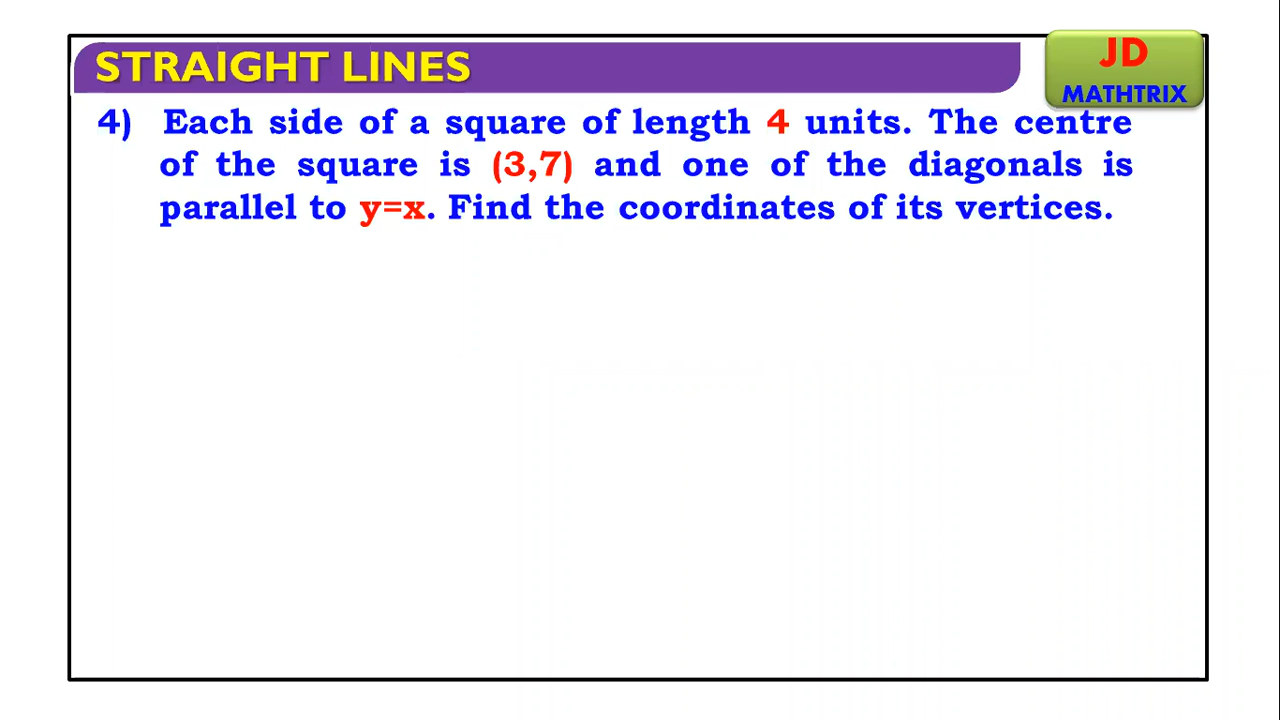 STRAIGHT LINES
JD
MATHTRIX
4) Each side of a square of length 4 units. The centre
of the square is (3,7) and one of the diagonals is
parallel to y=x. Find the coordinates of its vertices.